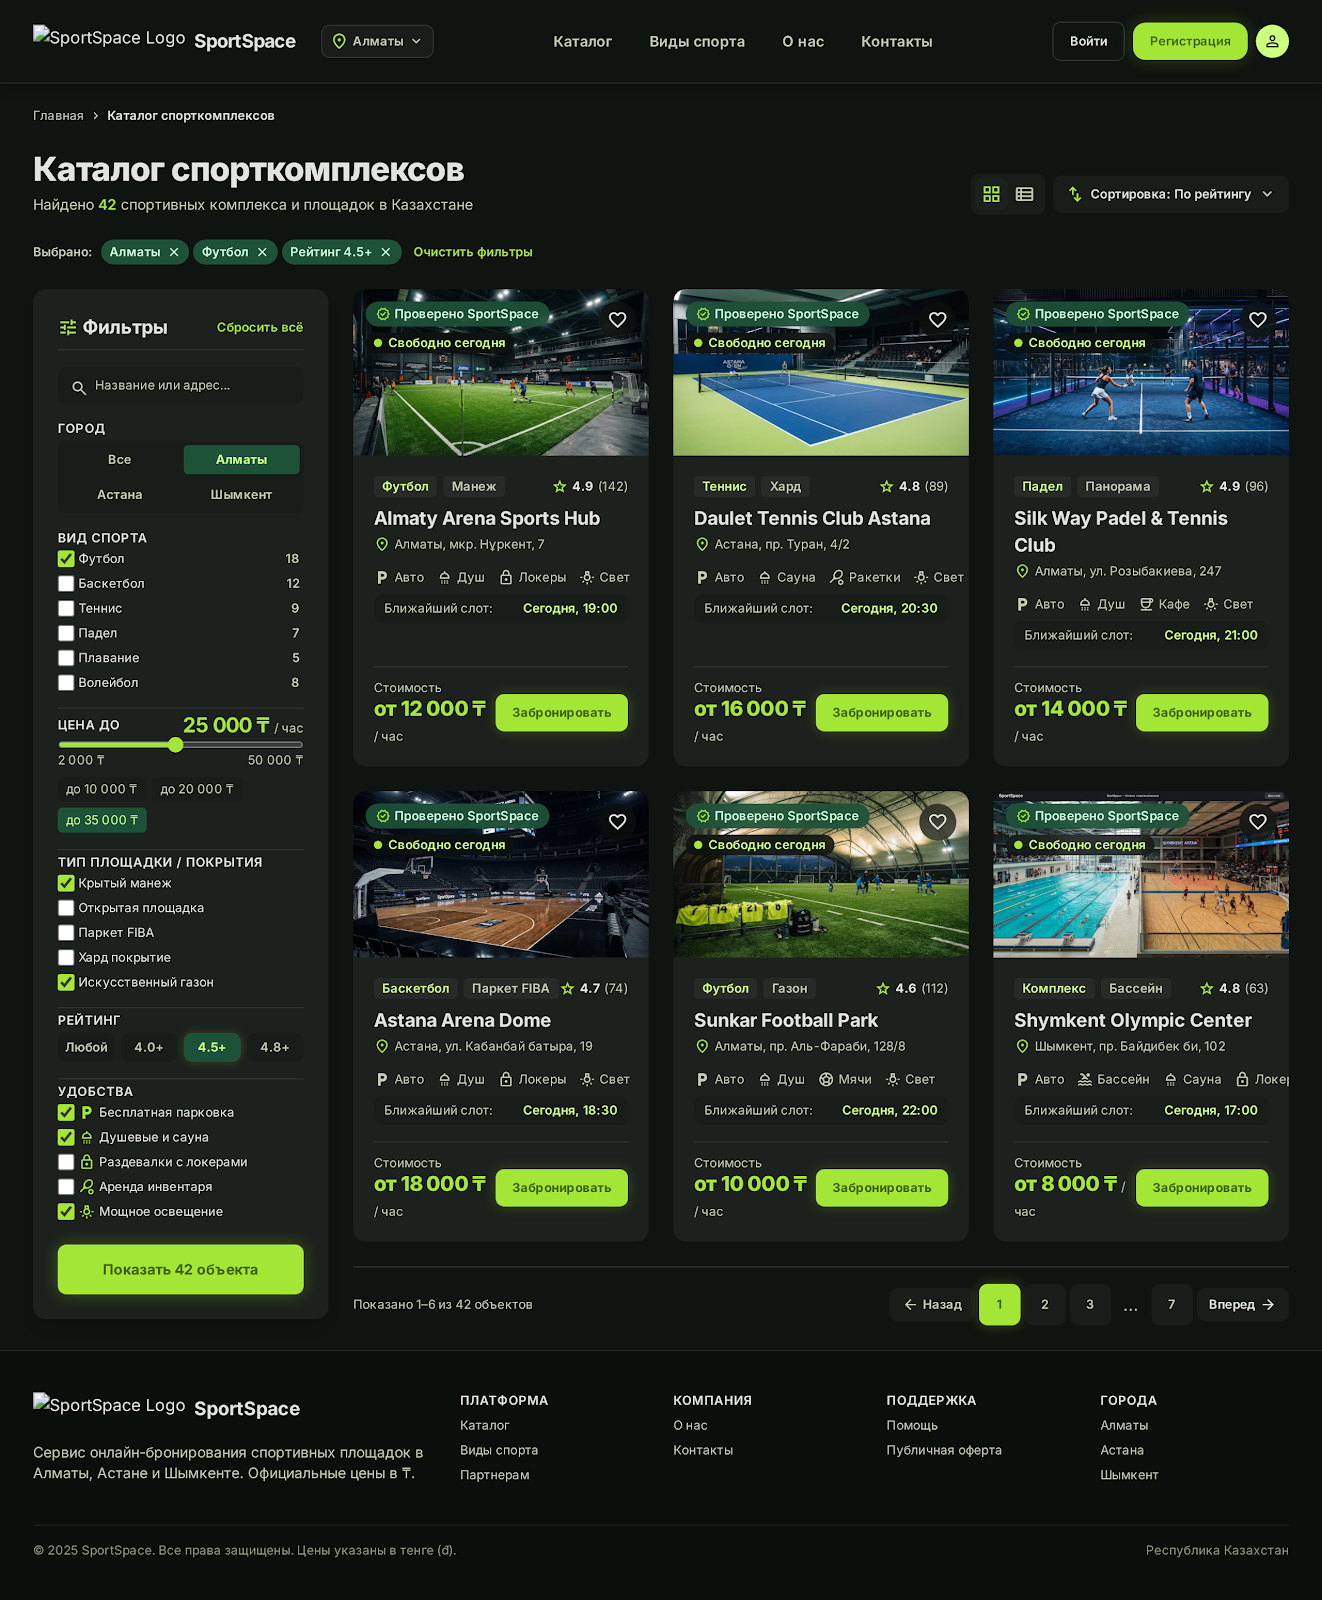 SportSpace Logo SportSpace
Алматы
Каталог Виды спорта О нас Контакты
Войти Регистрация
Главная Каталог спорткомплексов
Каталог спорткомплексов
Найдено 42 спортивных комплекса и площадок в Казахстане
Сортировка: По рейтингу
Выбрано: Алматы Футбол Рейтинг 4.5+ Очистить фильтры
Фильтры Сбросить всё
Название или адрес...
ГОРОД
Все Алматы
Астана Шымкент
ВИД СПОРТА
Футбол 18
Баскетбол 12
Теннис 9
Падел 7
Плавание 5
Волейбол 8
ЦЕНА ДО 25 000 ₸ / час
2 000 ₸ 50 000 ₸
до 10 000 ₸ до 20 000 ₸
до 35 000 ₸
ТИП ПЛОЩАДКИ / ПОКРЫТИЯ
Крытый манеж
Открытая площадка
Паркет FIBA
Хард покрытие
Искусственный газон
РЕЙТИНГ
Любой 4.0+ 4.5+ 4.8+
УДОБСТВА
Бесплатная парковка
Душевые и сауна
Раздевалки с локерами
Аренда инвентаря
Мощное освещение
Показать 42 объекта
Проверено SportSpace
Свободно сегодня
Футбол Манеж 4.9 (142)
Almaty Arena Sports Hub
Алматы, мкр. Нұркент, 7
Авто Душ Локеры Свет
Ближайший слот: Сегодня, 19:00
Стоимость
от 12 000 ₸
/ час
Забронировать
Проверено SportSpace
Свободно сегодня
Теннис Хард 4.8 (89)
Daulet Tennis Club Astana
Астана, пр. Туран, 4/2
Авто Сауна Ракетки Свет
Ближайший слот: Сегодня, 20:30
Стоимость
от 16 000 ₸
/ час
Забронировать
Проверено SportSpace
Свободно сегодня
Падел Панорама 4.9 (96)
Silk Way Padel & Tennis
Club
Алматы, ул. Розыбакиева, 247
Авто Душ Кафе Свет
Ближайший слот: Сегодня, 21:00
Стоимость
от 14 000 ₸
/ час
Забронировать
Проверено SportSpace
Свободно сегодня
Баскетбол Паркет FIBA 4.7 (74)
Astana Arena Dome
Астана, ул. Кабанбай батыра, 19
Авто Душ Локеры Свет
Ближайший слот: Сегодня, 18:30
Стоимость
от 18 000 ₸
/ час
Забронировать
Проверено SportSpace
Свободно сегодня
Футбол Газон 4.6 (112)
Sunkar Football Park
Алматы, пр. Аль-Фараби, 128/8
Авто Душ Мячи Свет
Ближайший слот: Сегодня, 22:00
Стоимость
от 10 000 ₸
/ час
Забронировать
Проверено SportSpace
Свободно сегодня
Комплекс Бассейн 4.8 (63)
Shymkent Olympic Center
Шымкент, пр. Байдибек би, 102
Авто Бассейн Сауна
Ближайший слот: Сегодня, 17:00
Стоимость
от 8 000 ₸ /
час
Забронировать
Показано 1–6 из 42 объектов
Назад 1 2 3 ... 7 Вперед
SportSpace Logo SportSpace
Сервис онлайн-бронирования спортивных площадок в
Алматы, Астане и Шымкенте. Официальные цены в ₸.
ПЛАТФОРМА
Каталог
Виды спорта
Партнерам
КОМПАНИЯ
О нас
Контакты
ПОДДЕРЖКА
Помощь
Публичная оферта
ГОРОДА
Алматы
Астана
Шымкент
© 2025 SportSpace. Все права защищены. Цены указаны в тенге (₫).
Республика Казахстан